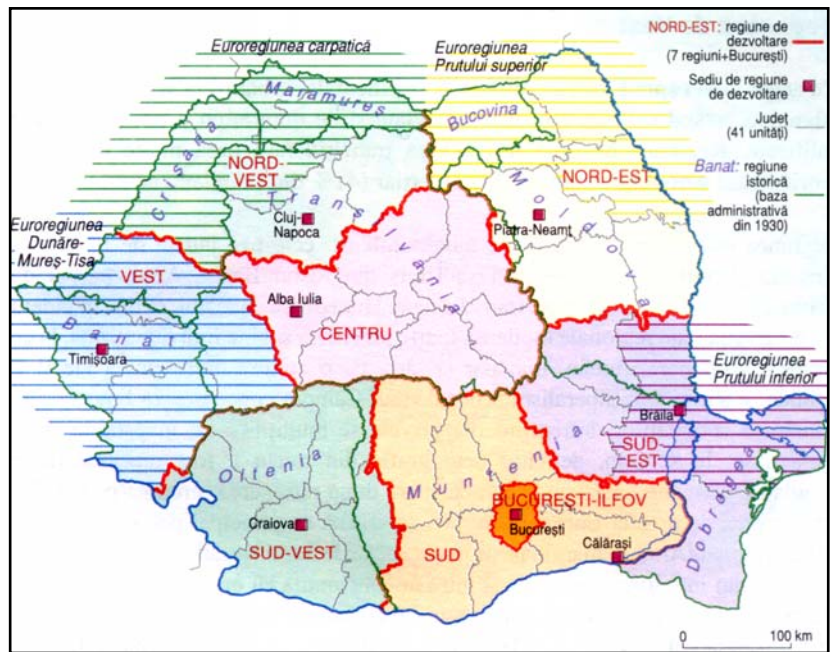 Euroregiunea carpatică
Euroregiunea
Prutului superior
NORD-EST: regiune de
dezvoltare
(7 regiuni+București)
Sediu de regiune
de dezvoltare
Județ
(41 unități)
Banat: regiune
istorică
(baza
administrativă
din 1930)
Maramureș
Bucovina
Crișana
NORD-
VEST
Transilvania
Cluj-
Napoca
Moldova
NORD-EST
Piatra-Neamț
Euroregiunea
Dunăre-
Mureș-Tisa
VEST
Banat
Timișoara
Alba Iulia
CENTRU
Euroregiunea
Prutului inferior
Brăila
SUD-
EST
Oltenia
Craiova
SUD-VEST
Muntenia
SUD
BUCUREȘTI-ILFOV
București
Călărași
Dobrogea
0 100 km